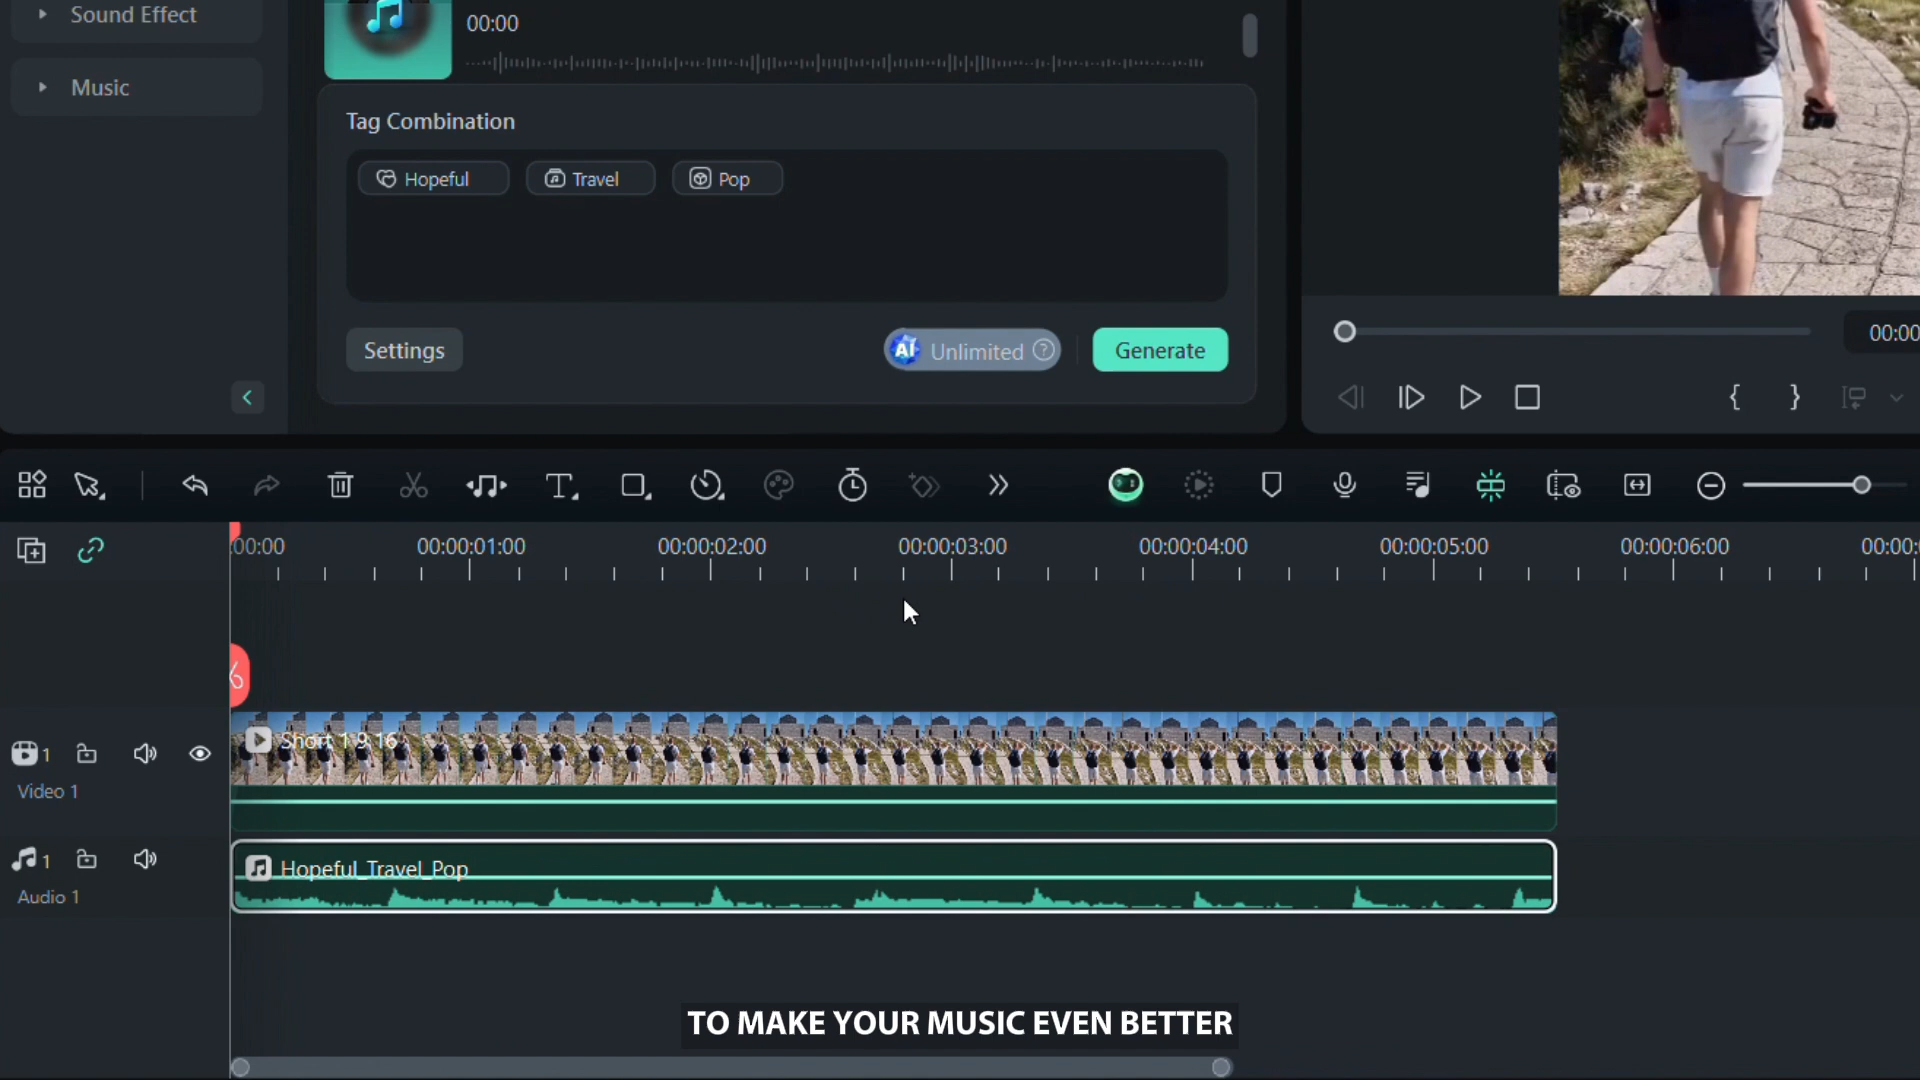 Sound Effect
00:00
Music
Tag Combination
Hopeful
Travel
Pop
Settings
AI
Unlimited
?
Generate
00:00
:00:00
00:00:01:00
00:00:02:00
00:00:03:00
00:00:04:00
00:00:05:00
00:00:06:00
00:00:
1
Short 1 9 16
Video 1
1
Hopeful_Travel_Pop
Audio 1
TO MAKE YOUR MUSIC EVEN BETTER